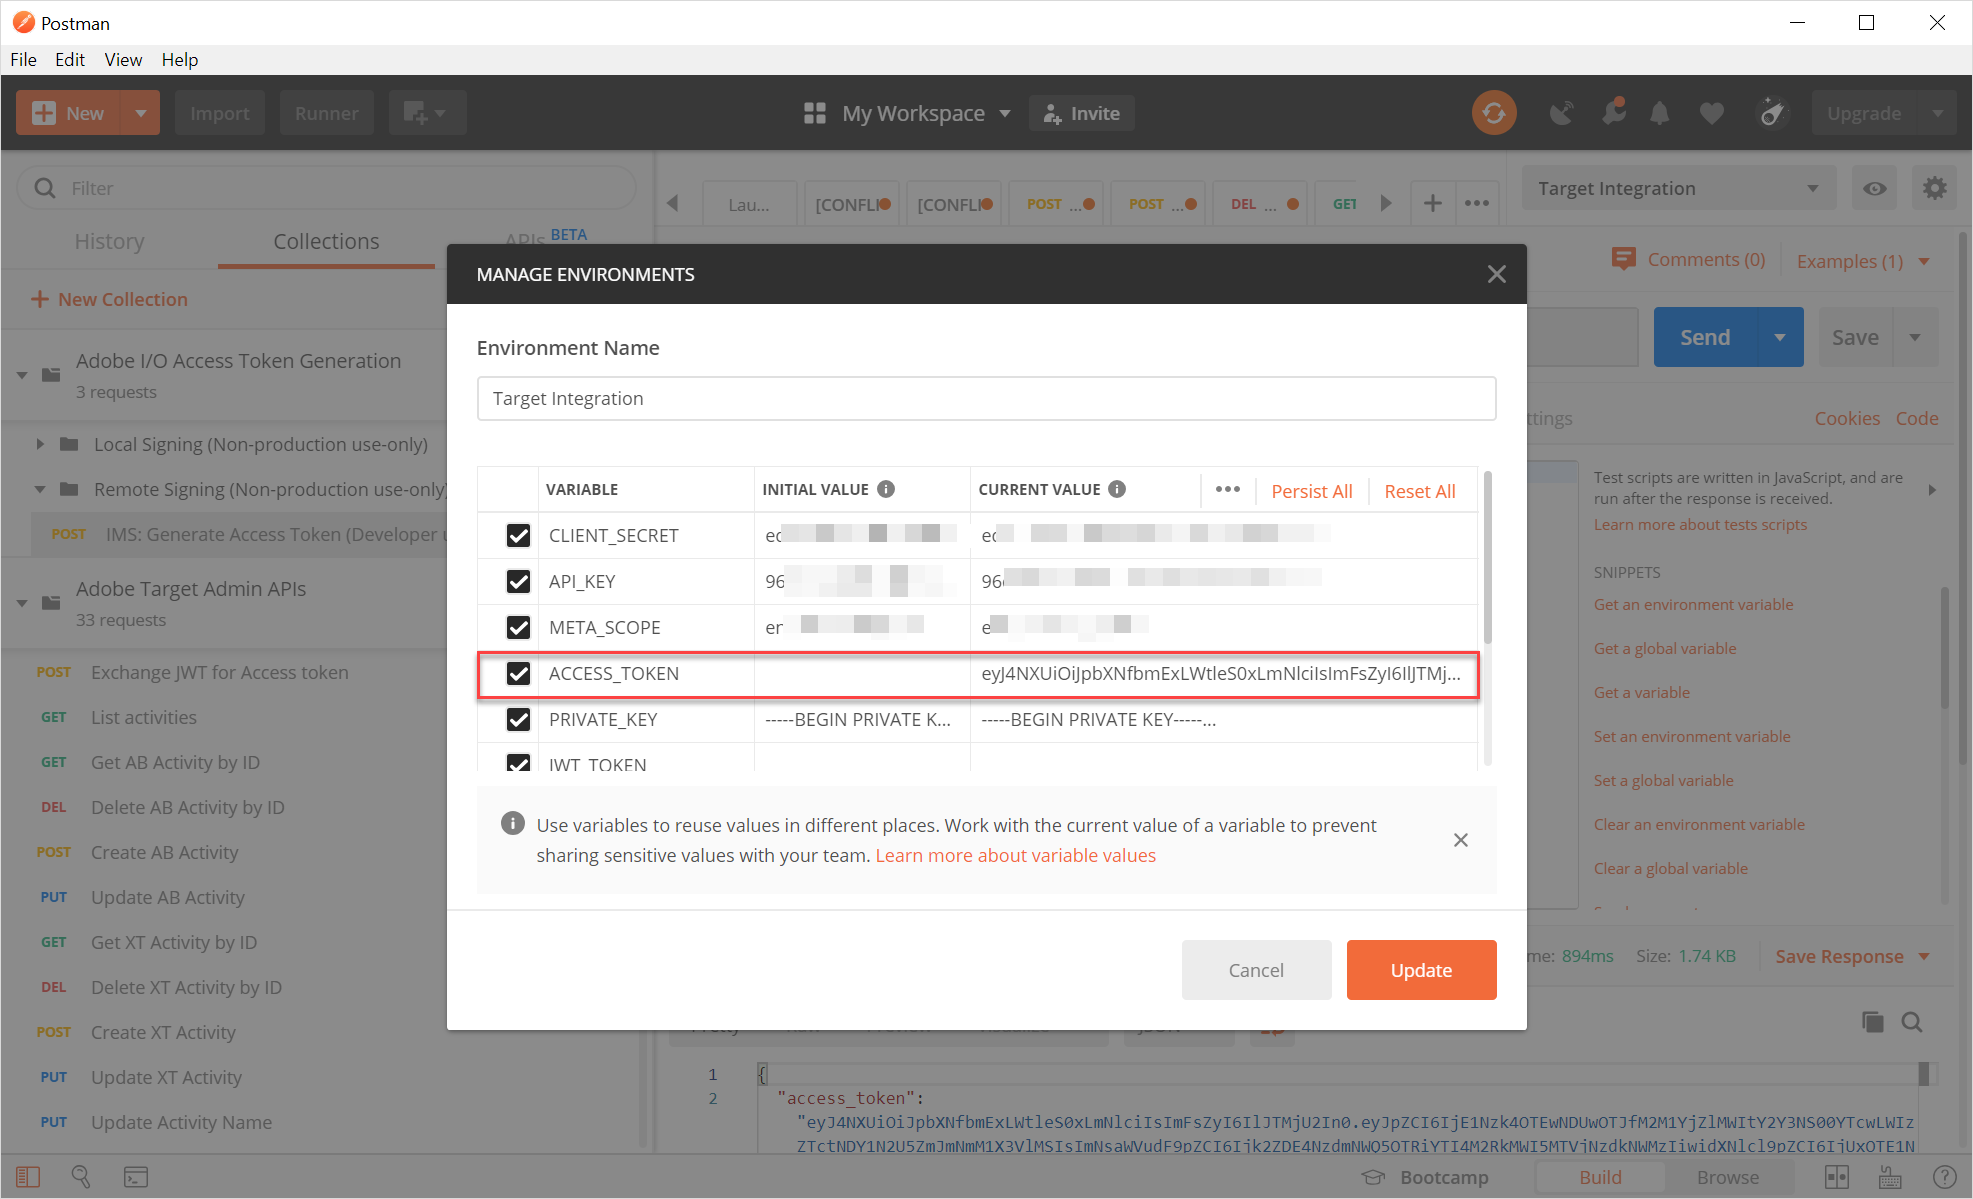 Postman
File Edit View Help
New Import Runner My Workspace Invite Upgrade
Filter
Lau... [CONFLI [CONFLI POST ... POST ... DEL ... GET Target Integration
History Collections APIs BETA
Comments (0) Examples (1)
New Collection
Send Save
Adobe I/O Access Token Generation
3 requests
Cookies Code
Local Signing (Non-production use-only)
Remote Signing (Non-production use-only)
POST IMS: Generate Access Token (Developer
Adobe Target Admin APIs
33 requests
POST Exchange JWT for Access token
GET List activities
GET Get AB Activity by ID
DEL Delete AB Activity by ID
POST Create AB Activity
PUT Update AB Activity
GET Get XT Activity by ID
DEL Delete XT Activity by ID
POST Create XT Activity
PUT Update XT Activity
PUT Update Activity Name
MANAGE ENVIRONMENTS
Environment Name
Target Integration
VARIABLE INITIAL VALUE CURRENT VALUE ••• Persist All Reset All
CLIENT_SECRET
API_KEY 96 96
META_SCOPE
ACCESS_TOKEN eyJ4NXUiOiJpbXNfbmExLWtleS0xLmNlciIsImFsZyI6IlJTMj...
PRIVATE_KEY -----BEGIN PRIVATE K... -----BEGIN PRIVATE KEY-----...
JWT_TOKEN
Use variables to reuse values in different places. Work with the current value of a variable to prevent
sharing sensitive values with your team. Learn more about variable values
Cancel Update
Test scripts are written in JavaScript, and are
run after the response is received.
Learn more about tests scripts
SNIPPETS
Get an environment variable
Get a global variable
Get a variable
Set an environment variable
Set a global variable
Clear an environment variable
Clear a global variable
894ms Size: 1.74 KB Save Response
1 {
2 "access_token":
"eyJ4NXUiOiJpbXNfbmExLWtleS0xLmNlciIsImFsZyI6IlJTMjU2In0.eyJpZCI6IjE1Nzk4OTEwNDUwOTJfM2M1YjZlMWItY2Y3NS00YTcwLWIz
ZTctNDY1N2U5ZmJmNmM1X3VlMSIsImNsaWVudF9pZCI6Ijk2ZDE4NzdmNWQ5OTRiYTI4M2RkMWI5MTVjNzdkNWMzIiwidXNlcl9pZCI6IjUxOTE1N
Bootcamp Build Browse